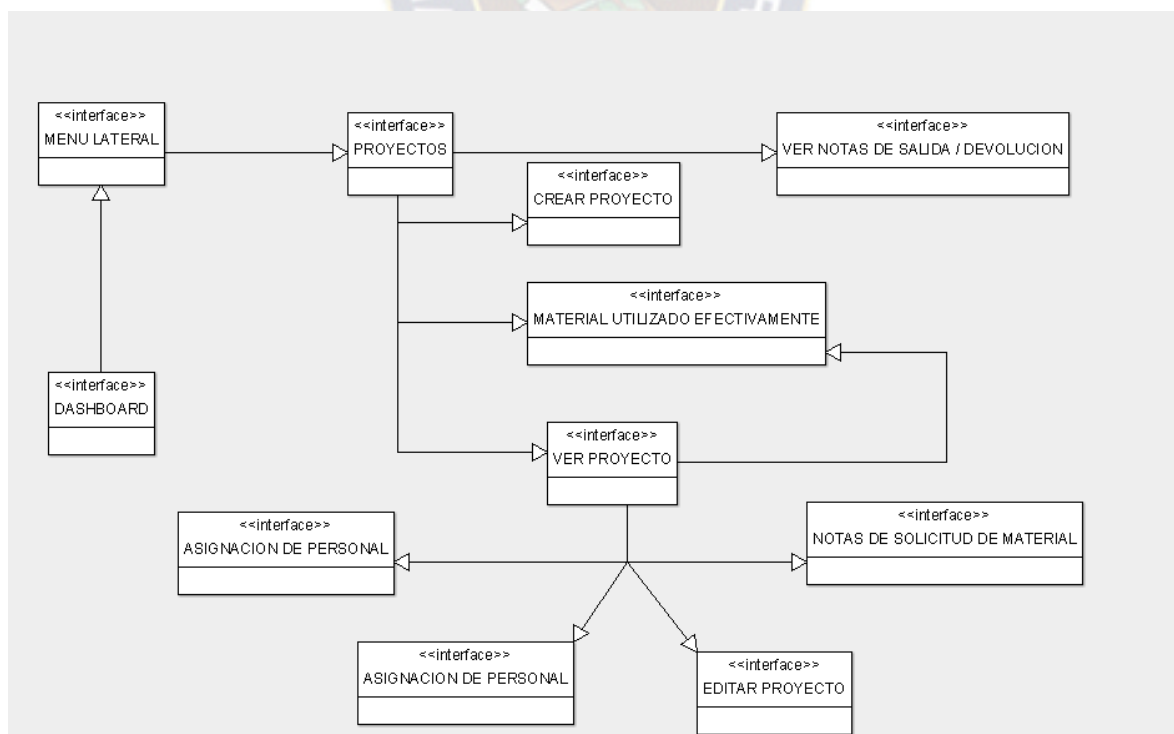 <<interface>>
MENU LATERAL
<<interface>>
PROYECTOS
<<interface>>
VER NOTAS DE SALIDA / DEVOLUCION
<<interface>>
CREAR PROYECTO
<<interface>>
MATERIAL UTILIZADO EFECTIVAMENTE
<<interface>>
DASHBOARD
<<interface>>
VER PROYECTO
<<interface>>
ASIGNACION DE PERSONAL
<<interface>>
NOTAS DE SOLICITUD DE MATERIAL
<<interface>>
ASIGNACION DE PERSONAL
<<interface>>
EDITAR PROYECTO